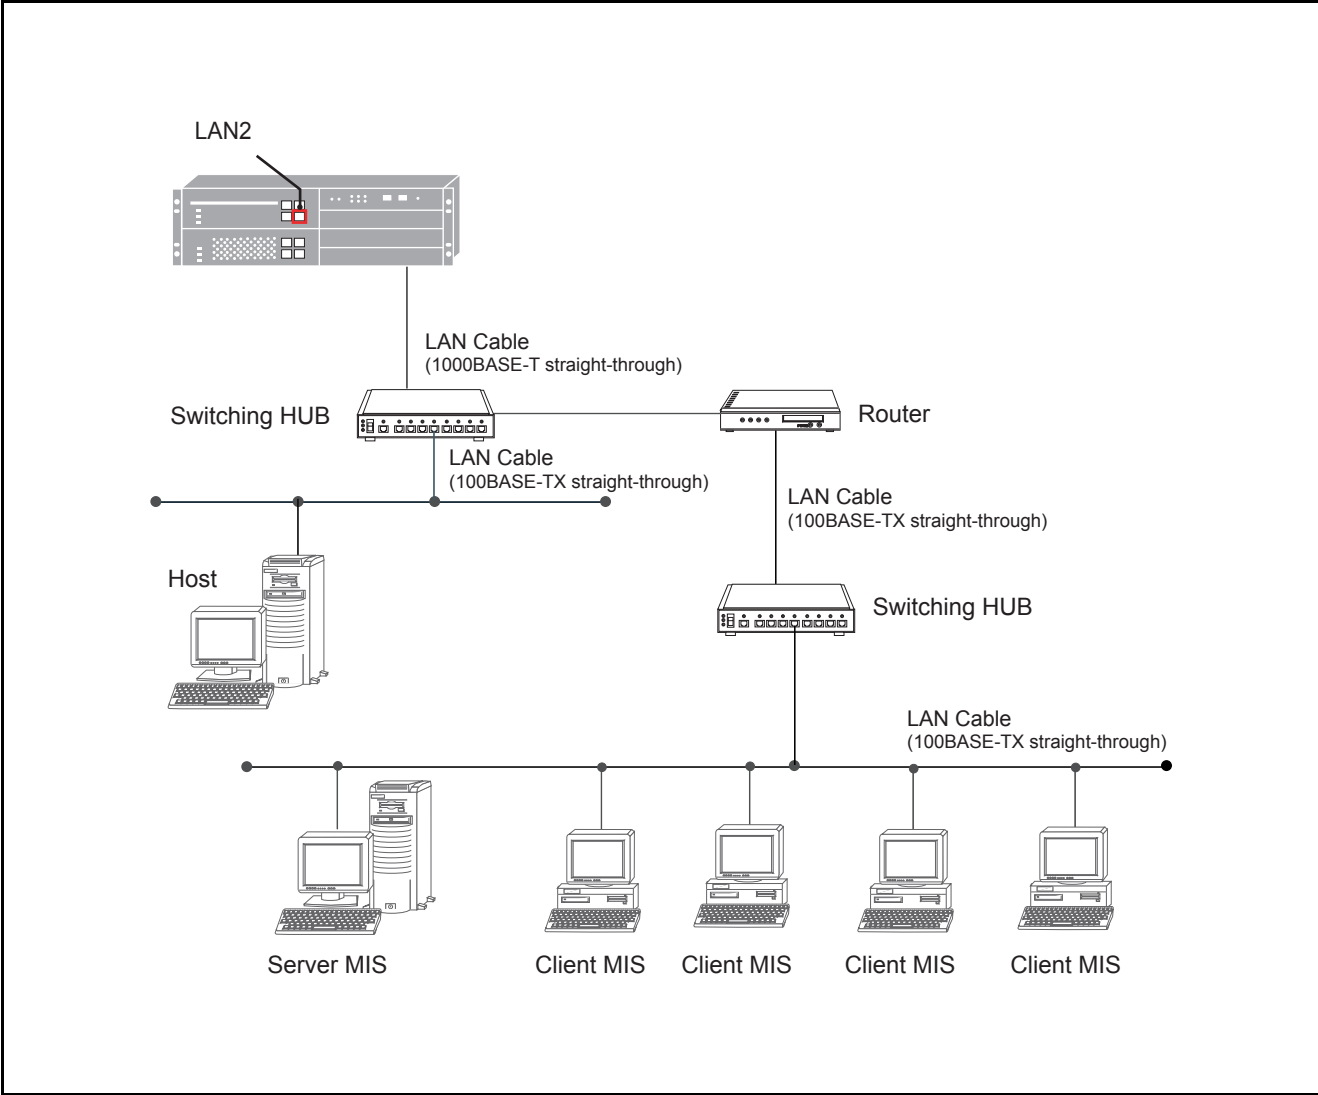 LAN2
LAN Cable
(1000BASE-T straight-through)
Switching HUB
Router
LAN Cable
(100BASE-TX straight-through)
LAN Cable
(100BASE-TX straight-through)
Host
Switching HUB
LAN Cable
(100BASE-TX straight-through)
Server MIS
Client MIS
Client MIS
Client MIS
Client MIS